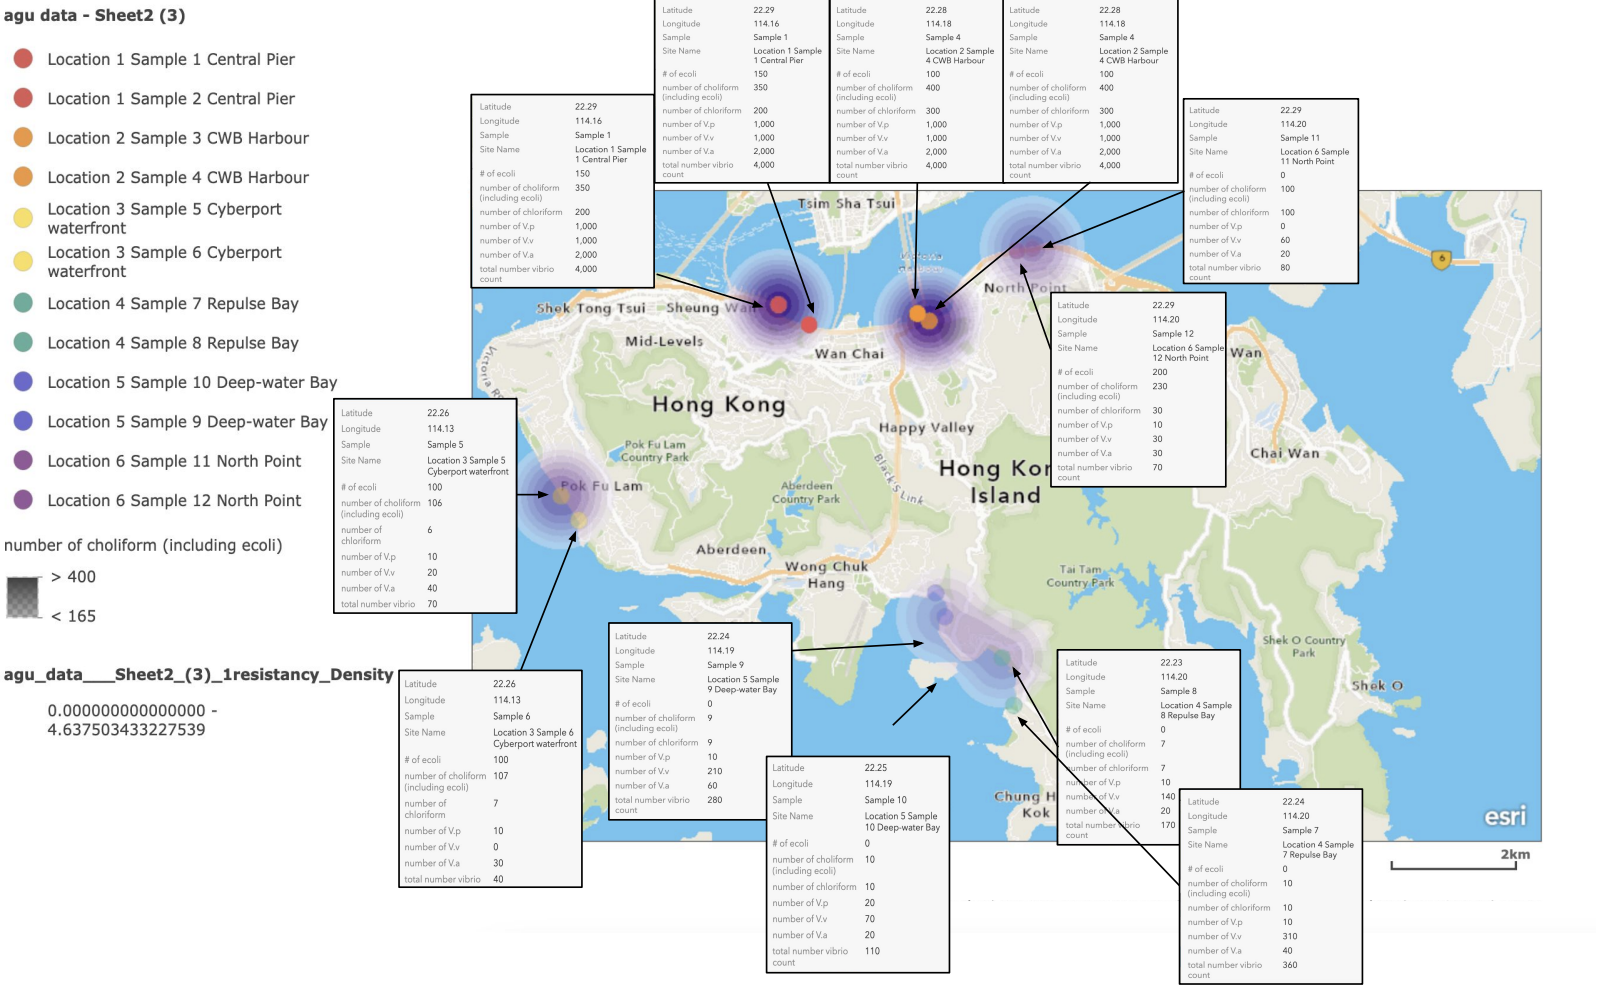 agu data - Sheet2 (3)
Location 1 Sample 1 Central Pier
Location 1 Sample 2 Central Pier
Location 2 Sample 3 CWB Harbour
Location 2 Sample 4 CWB Harbour
Location 3 Sample 5 Cyberport
waterfront
Location 3 Sample 6 Cyberport
waterfront
Location 4 Sample 7 Repulse Bay
Location 4 Sample 8 Repulse Bay
Location 5 Sample 10 Deep-water Bay
Location 5 Sample 9 Deep-water Bay
Location 6 Sample 11 North Point
Location 6 Sample 12 North Point
number of choliform (including ecoli)
> 400
< 165
agu_data___Sheet2_(3)_1resistancy_Density
0.000000000000000 -
4.637503433227539
Latitude 22.29
Longitude 114.16
Sample Sample 1
Site Name Location 1 Sample
1 Central Pier
# of ecoli 150
number of choliform 350
(including ecoli)
number of chloriform 200
number of V.p 1,000
number of V.v 1,000
number of V.a 2,000
total number vibrio 4,000
count
Latitude 22.29
Longitude 114.16
Sample Sample 1
Site Name Location 1 Sample
1 Central Pier
# of ecoli 150
number of choliform 350
(including ecoli)
number of chloriform 200
number of V.p 1,000
number of V.v 1,000
number of V.a 2,000
total number vibrio 4,000
count
Latitude 22.28
Longitude 114.18
Sample Sample 4
Site Name Location 2 Sample
4 CWB Harbour
# of ecoli 100
number of choliform 400
(including ecoli)
number of chloriform 300
number of V.p 1,000
number of V.v 1,000
number of V.a 2,000
total number vibrio 4,000
count
Latitude 22.28
Longitude 114.18
Sample Sample 4
Site Name Location 2 Sample
4 CWB Harbour
# of ecoli 100
number of choliform 400
(including ecoli)
number of chloriform 300
number of V.p 1,000
number of V.v 1,000
number of V.a 2,000
total number vibrio 4,000
count
Latitude 22.29
Longitude 114.20
Sample Sample 11
Site Name Location 6 Sample
11 North Point
# of ecoli 0
number of choliform 100
(including ecoli)
number of chloriform 100
number of V.p 0
number of V.v 60
number of V.a 20
total number vibrio 80
count
Latitude 22.29
Longitude 114.20
Sample Sample 12
Site Name Location 6 Sample
12 North Point
# of ecoli 200
number of choliform 230
(including ecoli)
number of chloriform 30
number of V.p 10
number of V.v 30
number of V.a 30
total number vibrio 70
count
Latitude 22.26
Longitude 114.13
Sample Sample 5
Site Name Location 3 Sample 5
Cyberport waterfront
# of ecoli 100
number of choliform 106
(including ecoli)
number of 6
chloriform
number of V.p 10
number of V.v 20
number of V.a 40
total number vibrio 70
Latitude 22.26
Longitude 114.13
Sample Sample 6
Site Name Location 3 Sample 6
Cyberport waterfront
# of ecoli 100
number of choliform 107
(including ecoli)
number of 7
chloriform
number of V.p 10
number of V.v 0
number of V.a 30
total number vibrio 40
Latitude 22.24
Longitude 114.19
Sample Sample 9
Site Name Location 5 Sample
9 Deep-water Bay
# of ecoli 0
number of choliform 9
(including ecoli)
number of chloriform 9
number of V.p 10
number of V.v 210
number of V.a 60
total number vibrio 280
count
Latitude 22.25
Longitude 114.19
Sample Sample 10
Site Name Location 5 Sample
10 Deep-water Bay
# of ecoli 0
number of choliform 10
(including ecoli)
number of chloriform 10
number of V.p 20
number of V.v 70
number of V.a 20
total number vibrio 110
count
Latitude 22.23
Longitude 114.20
Sample Sample 8
Site Name Location 4 Sample
8 Repulse Bay
# of ecoli 0
number of choliform 7
(including ecoli)
number of chloriform 7
number of V.p 10
number of V.v 140
number of V.a 20
total number vibrio 170
count
Latitude 22.24
Longitude 114.20
Sample Sample 7
Site Name Location 4 Sample
7 Repulse Bay
# of ecoli 0
number of choliform 10
(including ecoli)
number of chloriform 10
number of V.p 10
number of V.v 310
number of V.a 40
total number vibrio 360
count
Tsim Sha Tsui
6
North Point
Shek Tong Tsui
Sheung Wan
Mid-Levels
Wan Chai
Wan
Victoria
Hong Kong
Happy Valley
Pok Fu Lam
Country Park
Chai Wan
Hong Kon
Island
Black's Link
Pok Fu Lam
Aberdeen
Country Park
Aberdeen
Wong Chuk
Hang
Tai Tam
Country Park
Shek O Country
Park
Shek O
Chung H
Kok
esri
2km